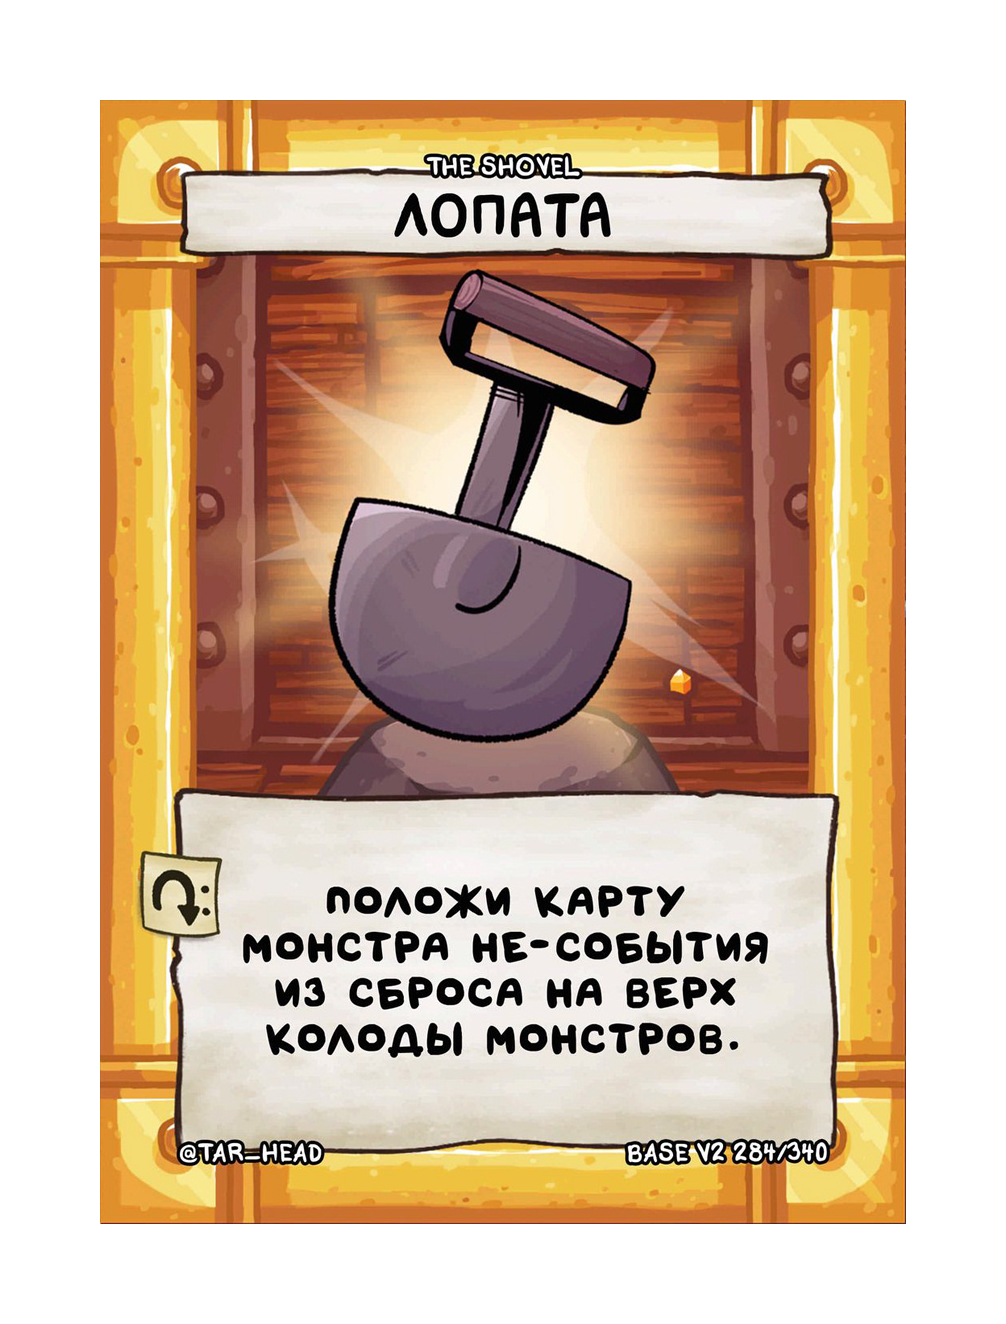 THE SHOVEL
ЛОПАТА
ПОЛОЖИ КАРТУ
МОНСТРА НЕ-СОБЫТИЯ
ИЗ СБРОСА НА ВЕРХ
КОЛОДЫ МОНСТРОВ.
@TAR_HEAD
BASE V2 284/340